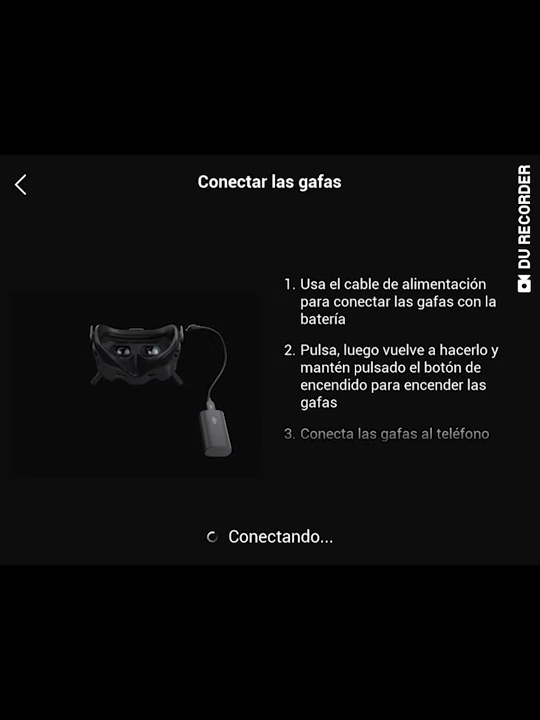 Conectar las gafas
DU RECORDER
1. Usa el cable de alimentación
para conectar las gafas con la
batería
2. Pulsa, luego vuelve a hacerlo y
mantén pulsado el botón de
encendido para encender las
gafas
3. Conecta las gafas al teléfono
Conectando...